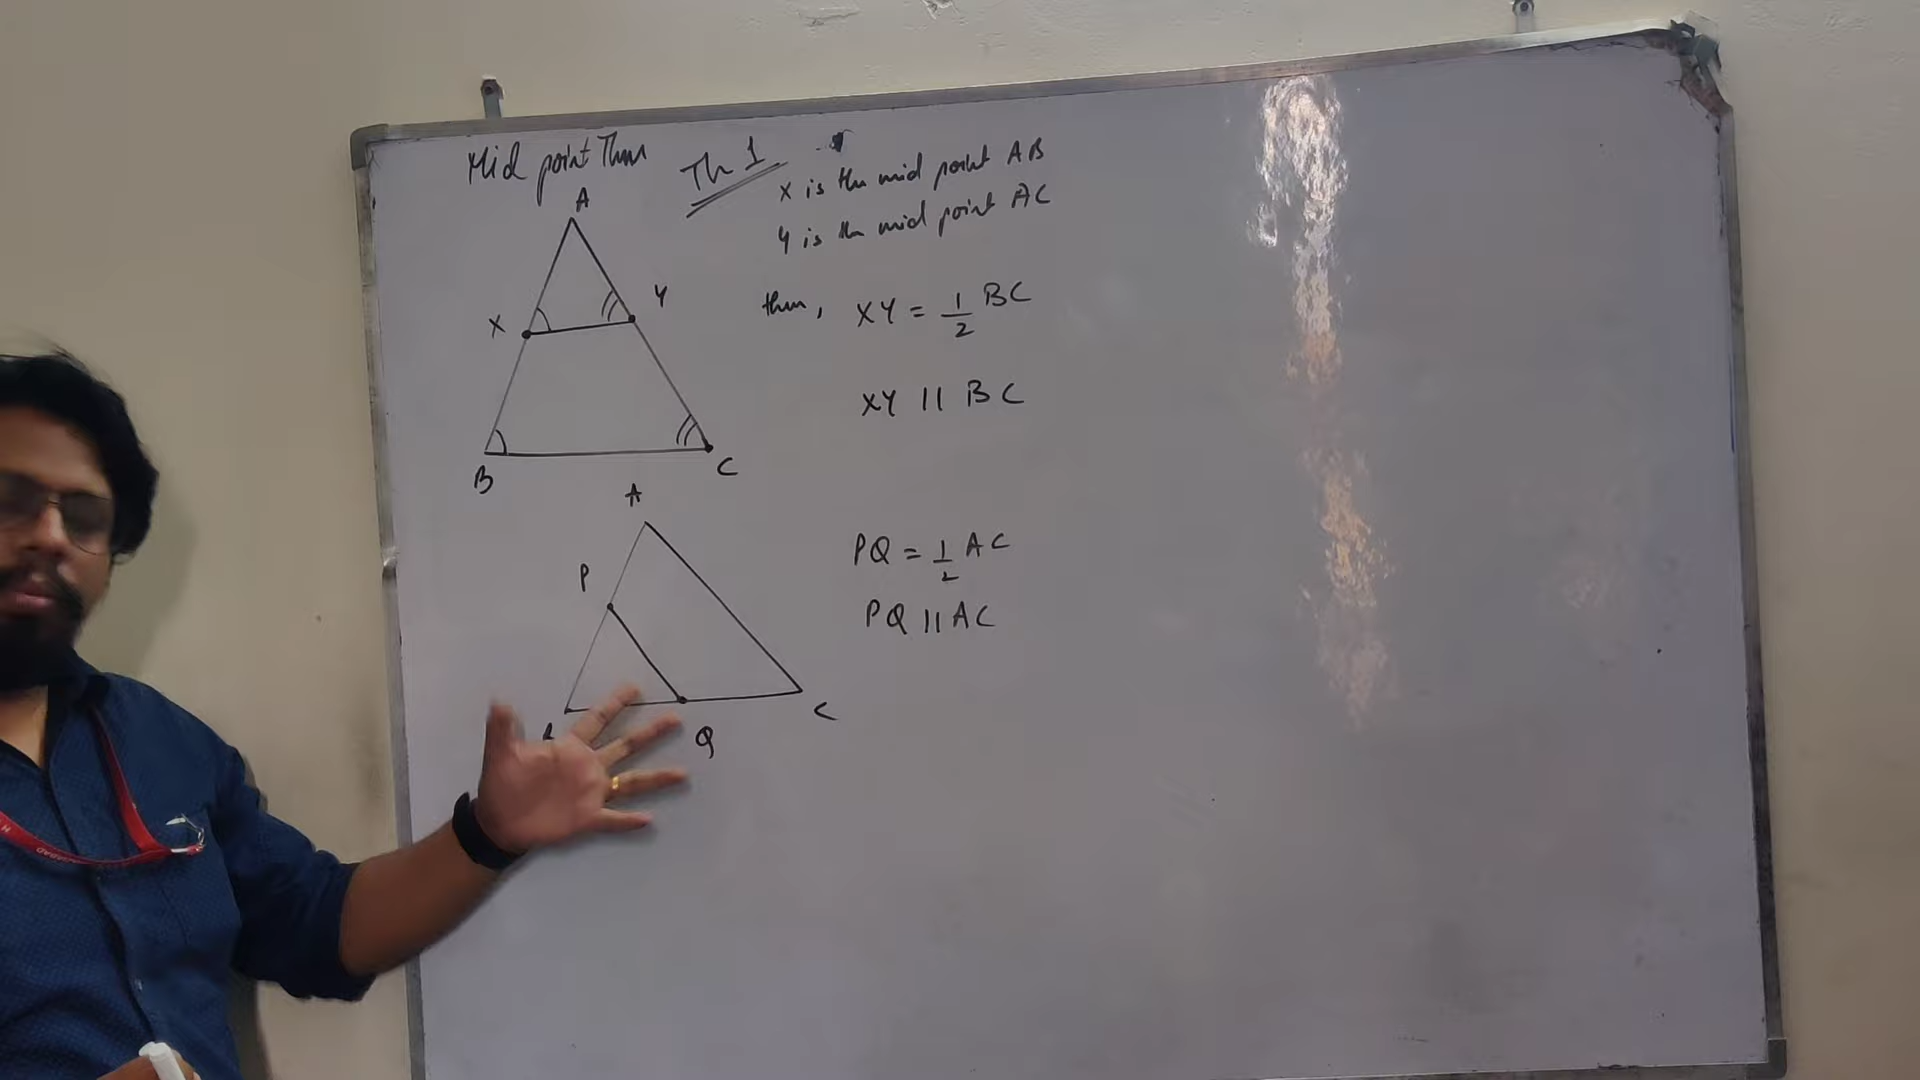 Mid point Thm
Th 1
X is the mid point AB
Y is the mid point AC
A
X
Y
then, XY = 1/2 BC
XY || BC
B
C
A
P
PQ = 1/2 AC
PQ || AC
Q
C